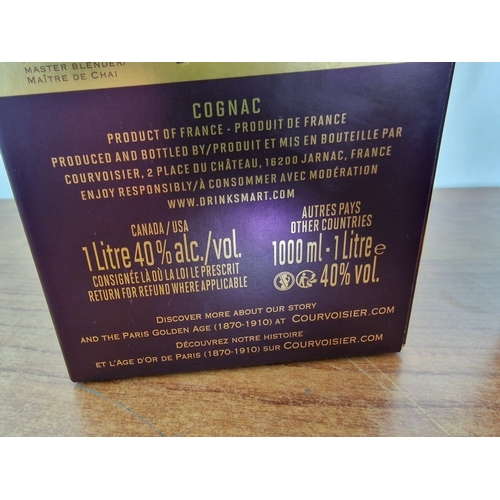 MASTER BLENDER/
MAÎTRE DE CHAI
COGNAC
PRODUCT OF FRANCE - PRODUIT DE FRANCE
PRODUCED AND BOTTLED BY/PRODUIT ET MIS EN BOUTEILLE PAR
COURVOISIER, 2 PLACE DU CHÂTEAU, 16200 JARNAC, FRANCE
ENJOY RESPONSIBLY/À CONSOMMER AVEC MODÉRATION
WWW.DRINKSMART.COM
CANADA/USA
1 Litre 40% alc./vol.
CONSIGNÉE LÀ OÙ LA LOI LE PRESCRIT
RETURN FOR REFUND WHERE APPLICABLE
AUTRES PAYS
OTHER COUNTRIES
1000 ml - 1 Litre e
40% vol.
DISCOVER MORE ABOUT OUR STORY
AND THE PARIS GOLDEN AGE (1870-1910) AT COURVOISIER.COM
DÉCOUVREZ NOTRE HISTOIRE
ET L'AGE D'OR DE PARIS (1870-1910) SUR COURVOISIER.COM